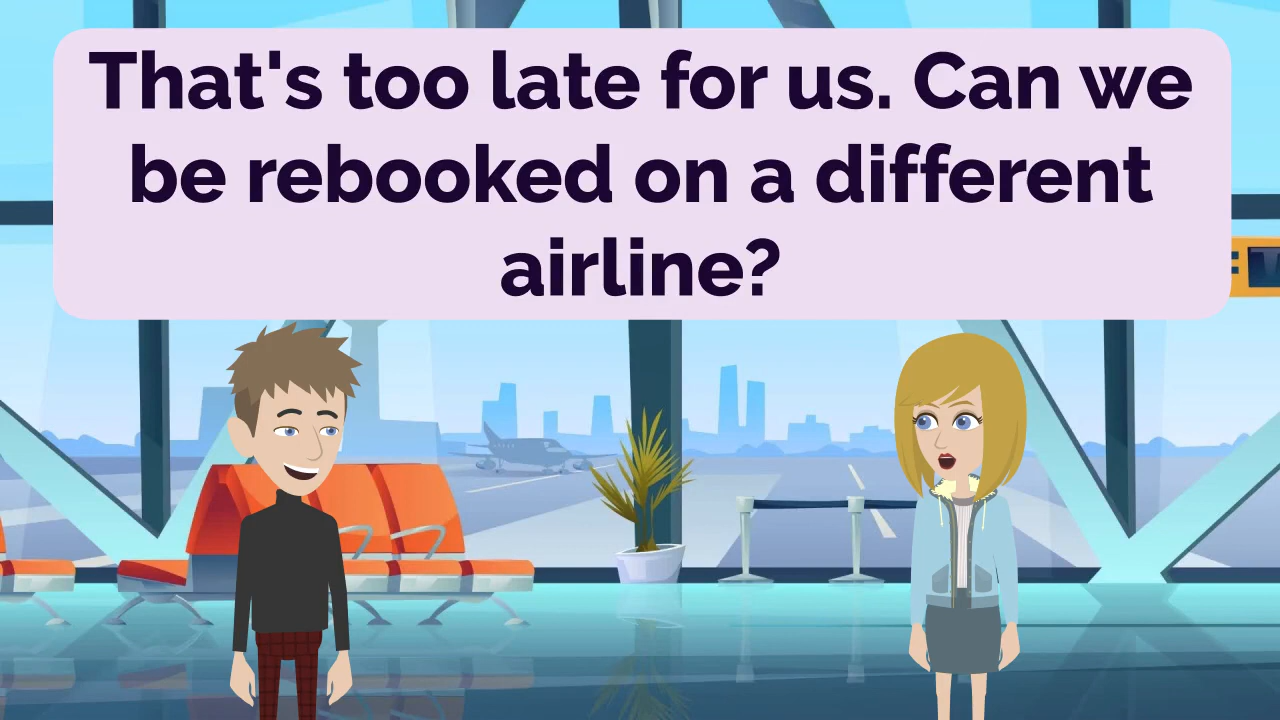 That's too late for us. Can we
be rebooked on a different
airline?